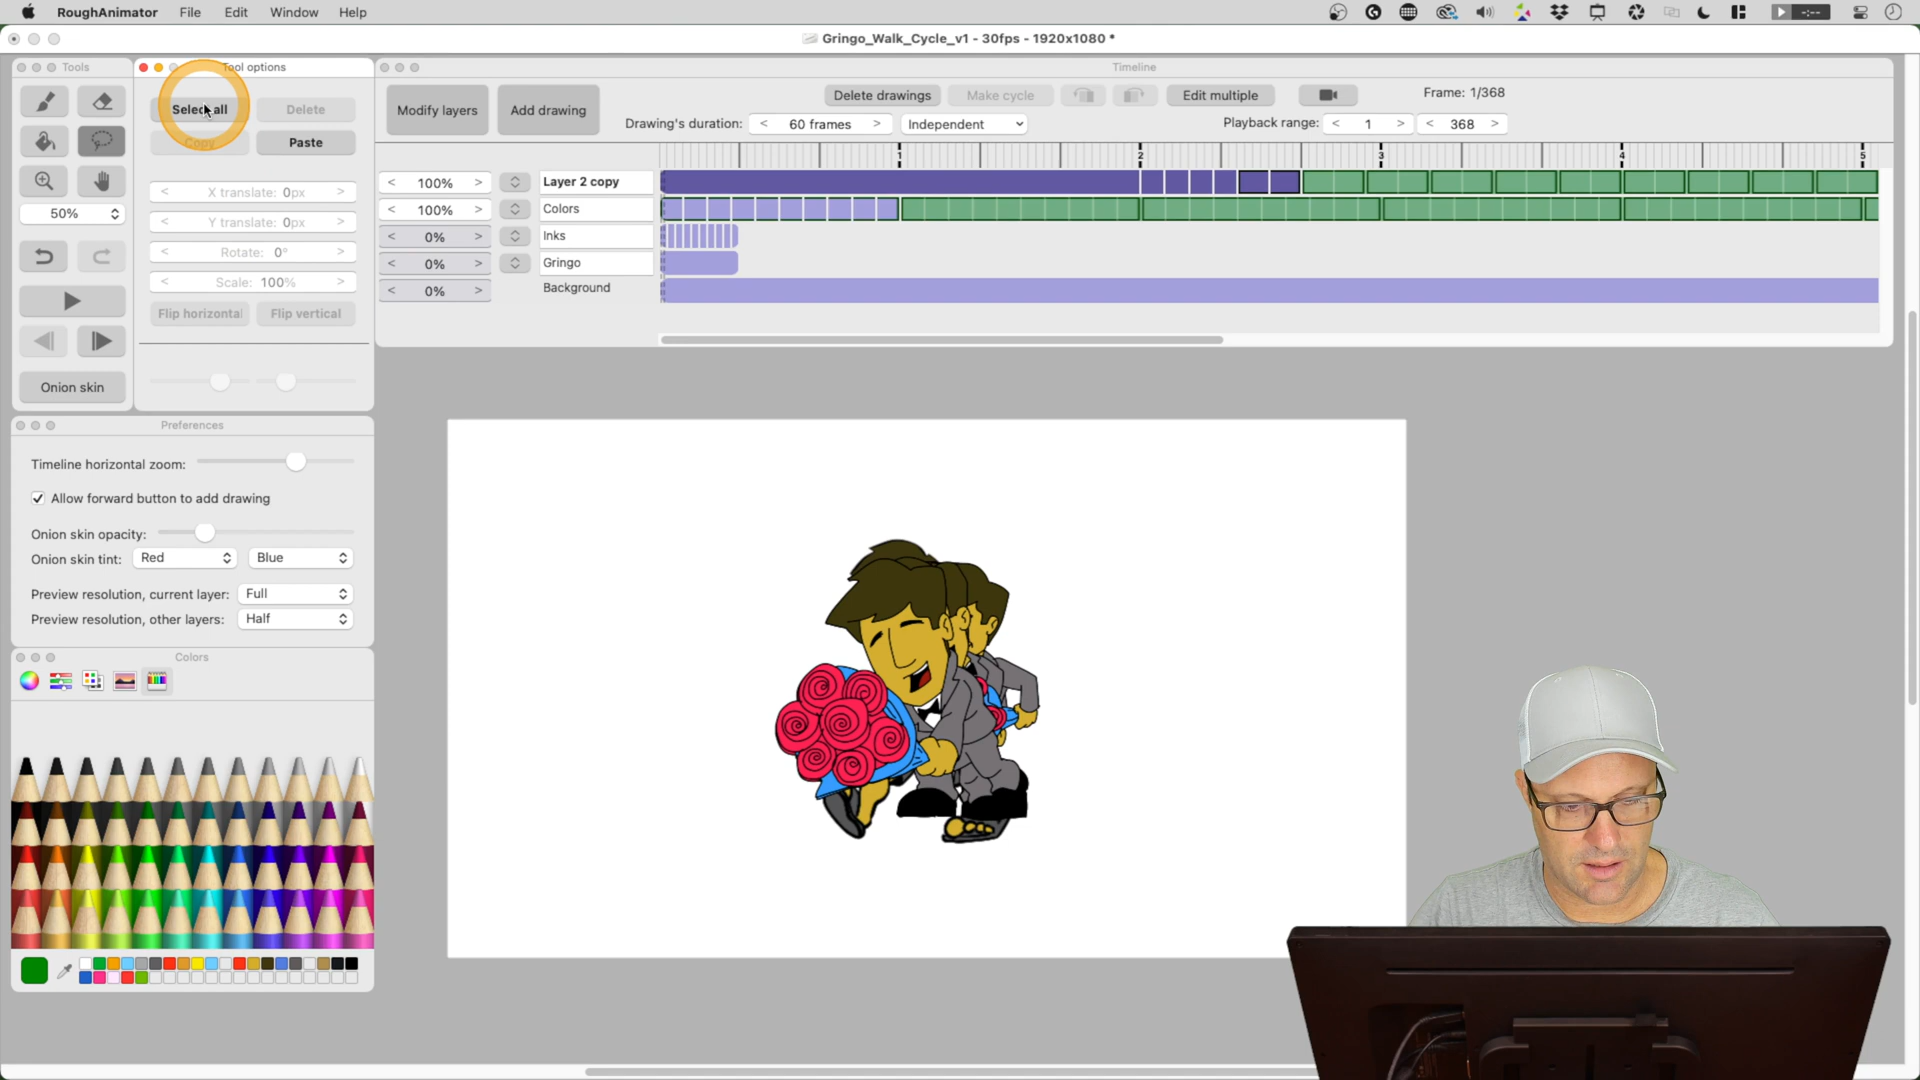 RoughAnimator File Edit Window Help
Gringo_Walk_Cycle_v1 - 30fps - 1920x1080 *
Tools
Tool options
Timeline
Select all
Delete
Copy
Paste
X translate: 0px
Y translate: 0px
Rotate: 0°
Scale: 100%
Flip horizontal
Flip vertical
50%
Onion skin
Modify layers
Add drawing
Delete drawings
Make cycle
Edit multiple
Frame: 1/368
Drawing's duration: < 60 frames > Independent
Playback range: < 1 > < 368 >
1 2 3 4 5
< 100% > Layer 2 copy
< 100% > Colors
< 0% > Inks
< 0% > Gringo
< 0% > Background
Preferences
Timeline horizontal zoom:
Allow forward button to add drawing
Onion skin opacity:
Onion skin tint: Red Blue
Preview resolution, current layer: Full
Preview resolution, other layers: Half
Colors